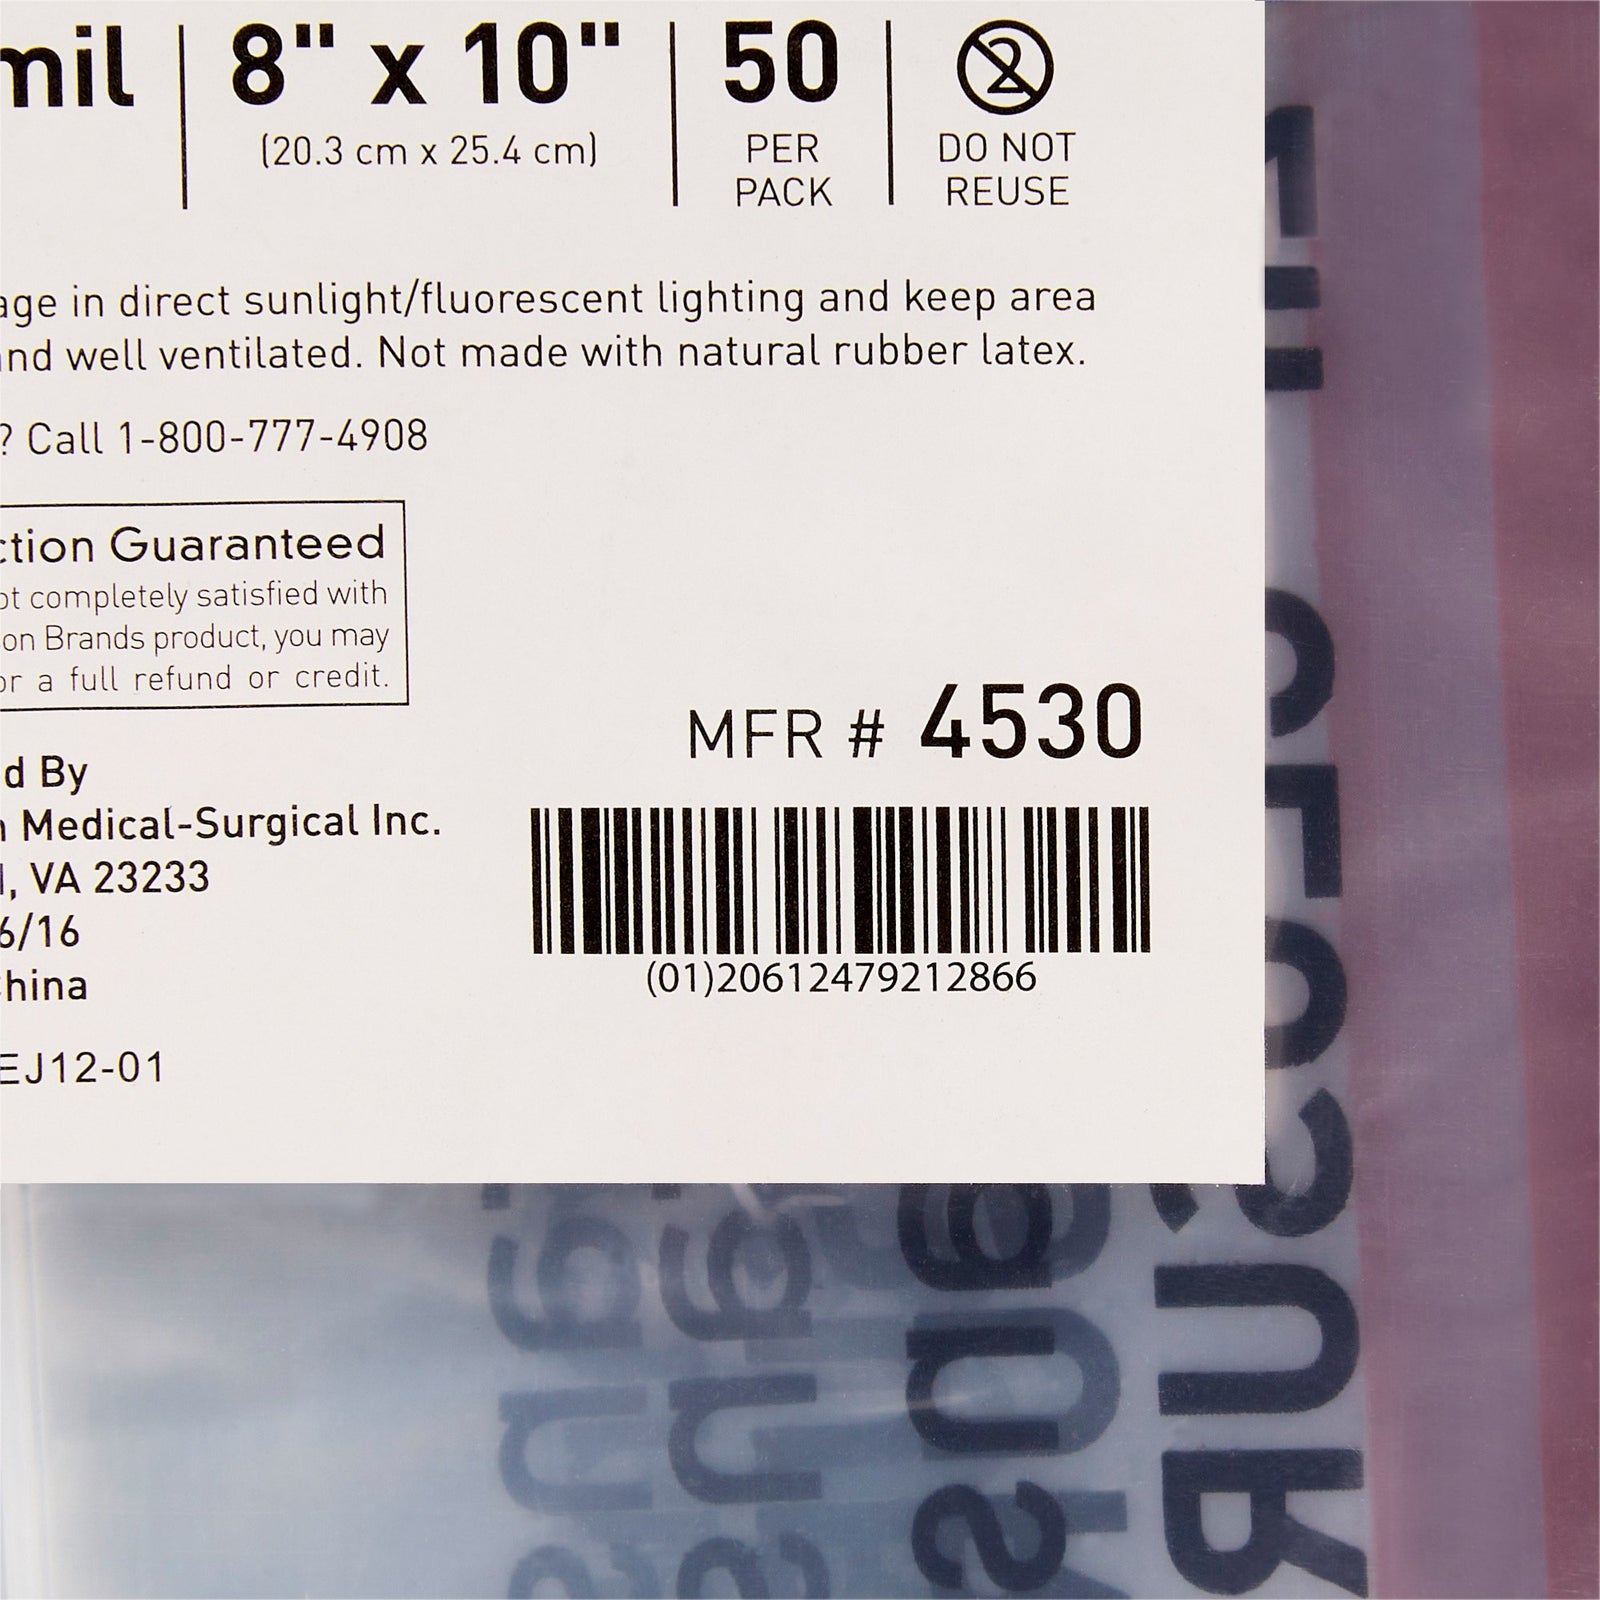 mil | 8" x 10" | 50
(20.3 cm x 25.4 cm)
PER
PACK
2
DO NOT
REUSE
age in direct sunlight/fluorescent lighting and keep area
and well ventilated. Not made with natural rubber latex.
? Call 1-800-777-4908
ction Guaranteed
ot completely satisfied with
on Brands product, you may
or a full refund or credit.
MFR # 4530
d By
n Medical-Surgical Inc.
, VA 23233
6/16
China
EJ12-01
(01)20612479212866